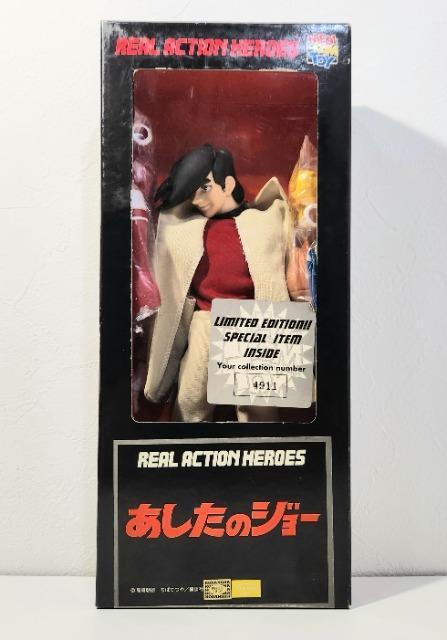 REAL ACTION HEROES
TOY
LIMITED EDITION!!
SPECIAL ITEM
INSIDE
Your collection number
4911
REAL ACTION HEROES
あしたのジョー